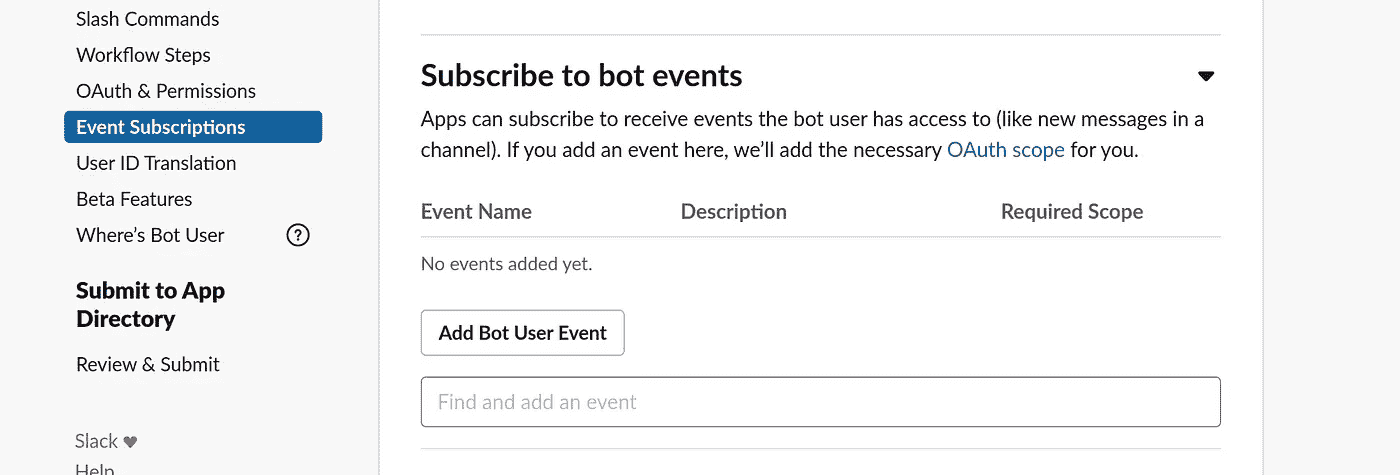 Slash Commands
Workflow Steps
OAuth & Permissions
Event Subscriptions
User ID Translation
Beta Features
Where's Bot User ?
Submit to App
Directory
Review & Submit
Slack ♥
Help
Subscribe to bot events
Apps can subscribe to receive events the bot user has access to (like new messages in a
channel). If you add an event here, we'll add the necessary OAuth scope for you.
Event Name Description Required Scope
No events added yet.
Add Bot User Event
Find and add an event